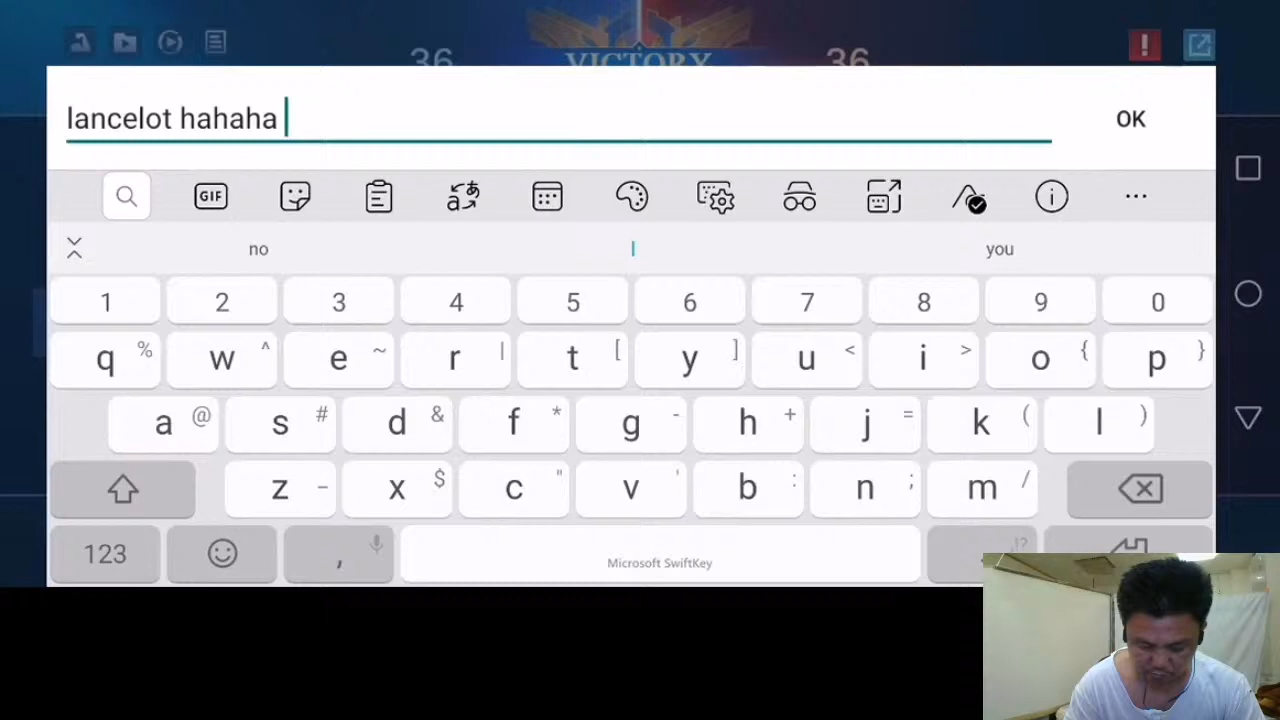 36 VICTORY 36
lancelot hahaha
OK
GIF
no I you
1 2 3 4 5 6 7 8 9 0
q % w ^ e ~ r | t [ y ] u < i > o { p }
a @ s # d & f * g - h + j = k ( l )
z _ x $ c " v ' b : n ; m /
123 , Microsoft SwiftKey !?